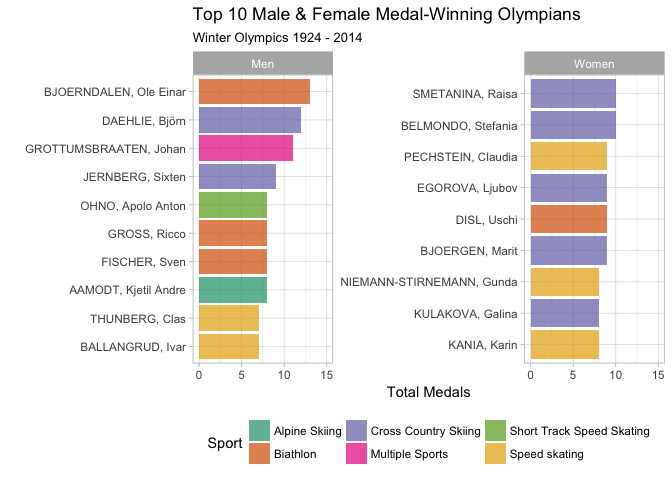 Top 10 Male & Female Medal-Winning Olympians
Winter Olympics 1924 - 2014
Men
BJOERNDALEN, Ole Einar
DAEHLIE, Björn
GROTTUMSBRAATEN, Johan
JERNBERG, Sixten
OHNO, Apolo Anton
GROSS, Ricco
FISCHER, Sven
AAMODT, Kjetil Andre
THUNBERG, Clas
BALLANGRUD, Ivar
0 5 10 15
Women
SMETANINA, Raisa
BELMONDO, Stefania
PECHSTEIN, Claudia
EGOROVA, Ljubov
DISL, Uschi
BJOERGEN, Marit
NIEMANN-STIRNEMANN, Gunda
KULAKOVA, Galina
KANIA, Karin
0 5 10 15
Total Medals
Sport
Alpine Skiing
Cross Country Skiing
Short Track Speed Skating
Biathlon
Multiple Sports
Speed skating